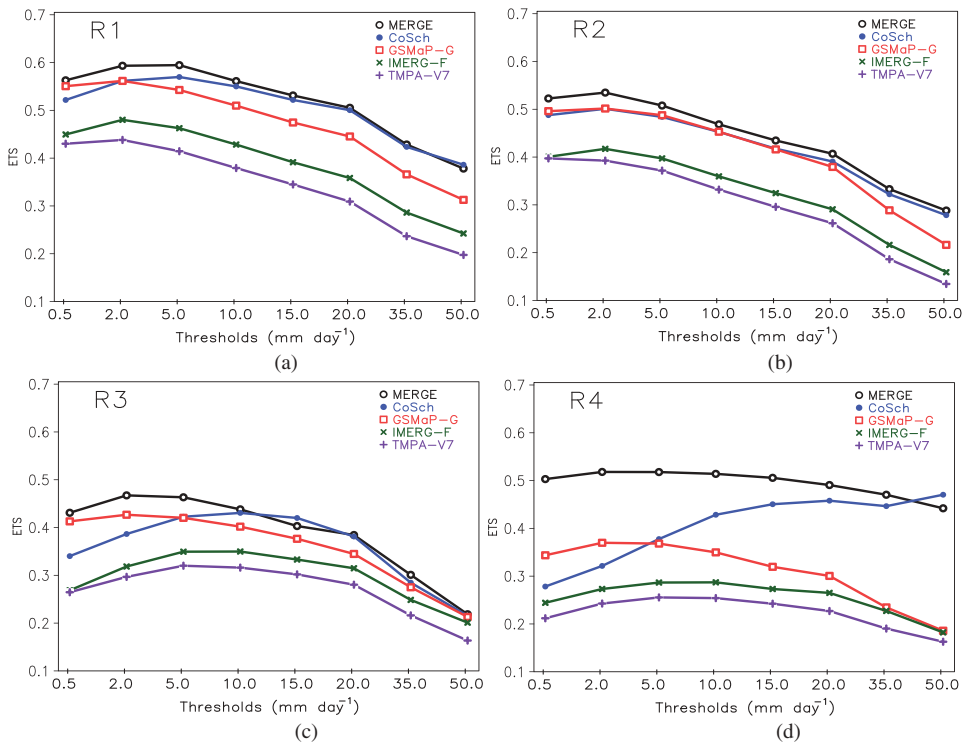 R1
MERGE
CoSch
GSMaP-G
IMERG-F
TMPA-V7
ETS
0.7
0.6
0.5
0.4
0.3
0.2
0.1
0.5 2.0 5.0 10.0 15.0 20.0 35.0 50.0
Thresholds (mm day⁻¹)
(a)
R2
MERGE
CoSch
GSMaP-G
IMERG-F
TMPA-V7
ETS
0.7
0.6
0.5
0.4
0.3
0.2
0.1
0.5 2.0 5.0 10.0 15.0 20.0 35.0 50.0
Thresholds (mm day⁻¹)
(b)
R3
MERGE
CoSch
GSMaP-G
IMERG-F
TMPA-V7
ETS
0.7
0.6
0.5
0.4
0.3
0.2
0.1
0.5 2.0 5.0 10.0 15.0 20.0 35.0 50.0
Thresholds (mm day⁻¹)
(c)
R4
MERGE
CoSch
GSMaP-G
IMERG-F
TMPA-V7
ETS
0.7
0.6
0.5
0.4
0.3
0.2
0.1
0.5 2.0 5.0 10.0 15.0 20.0 35.0 50.0
Thresholds (mm day⁻¹)
(d)